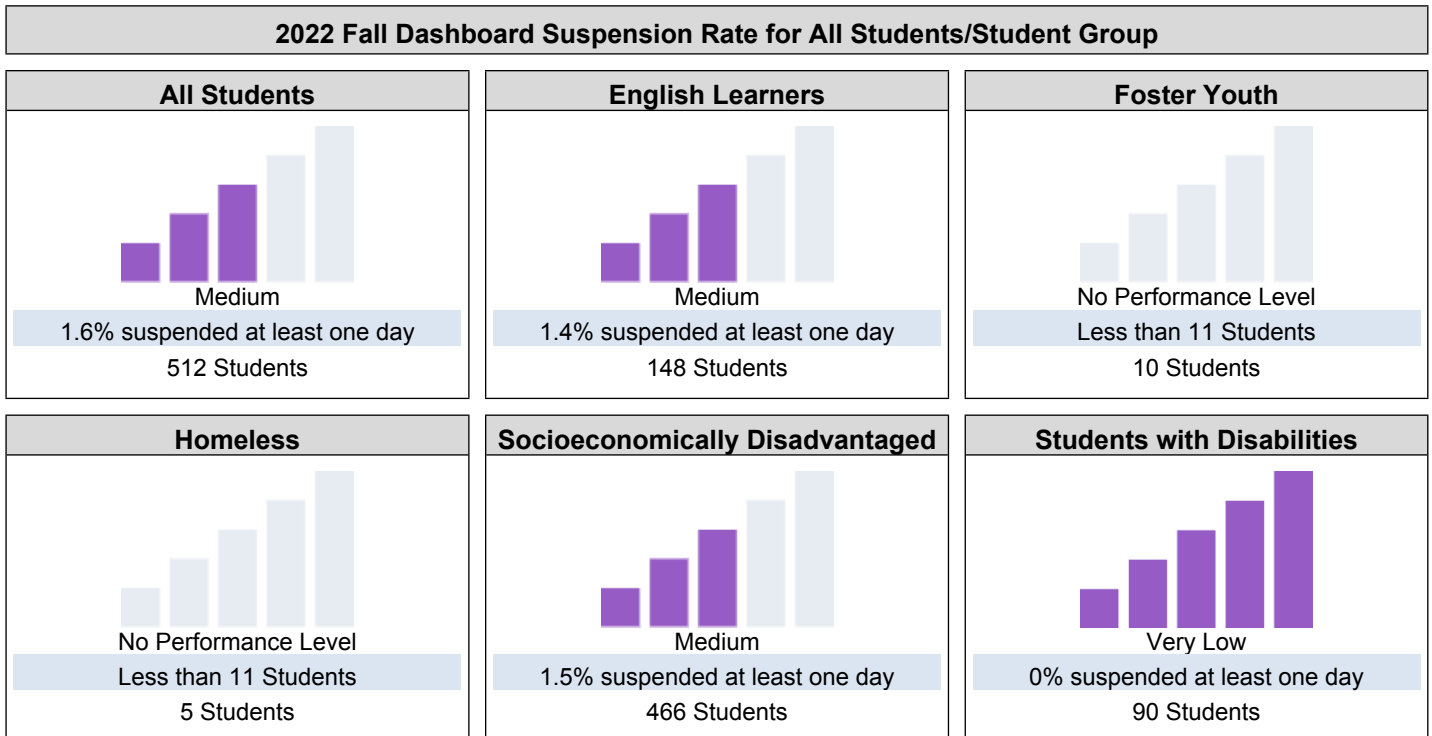 2022 Fall Dashboard Suspension Rate for All Students/Student Group
All Students
Medium
1.6% suspended at least one day
512 Students
English Learners
Medium
1.4% suspended at least one day
148 Students
Foster Youth
No Performance Level
Less than 11 Students
10 Students
Homeless
No Performance Level
Less than 11 Students
5 Students
Socioeconomically Disadvantaged
Medium
1.5% suspended at least one day
466 Students
Students with Disabilities
Very Low
0% suspended at least one day
90 Students